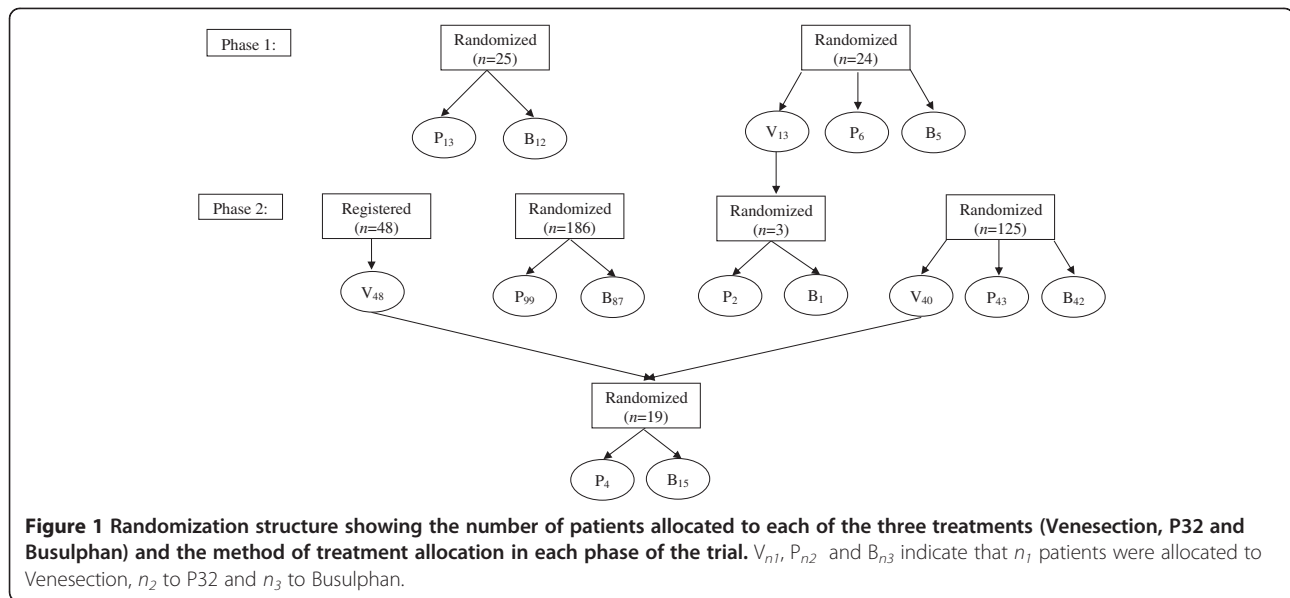 Phase 1:
Randomized
(n=25)
Randomized
(n=24)
P13
B12
V13
P6
B5
Phase 2:
Registered
(n=48)
Randomized
(n=186)
Randomized
(n=3)
Randomized
(n=125)
V48
P99
B87
P2
B1
V40
P43
B42
Randomized
(n=19)
P4
B15
Figure 1 Randomization structure showing the number of patients allocated to each of the three treatments (Venesection, P32 and
Busulphan) and the method of treatment allocation in each phase of the trial. Vn1, Pn2 and Bn3 indicate that n1 patients were allocated to
Venesection, n2 to P32 and n3 to Busulphan.